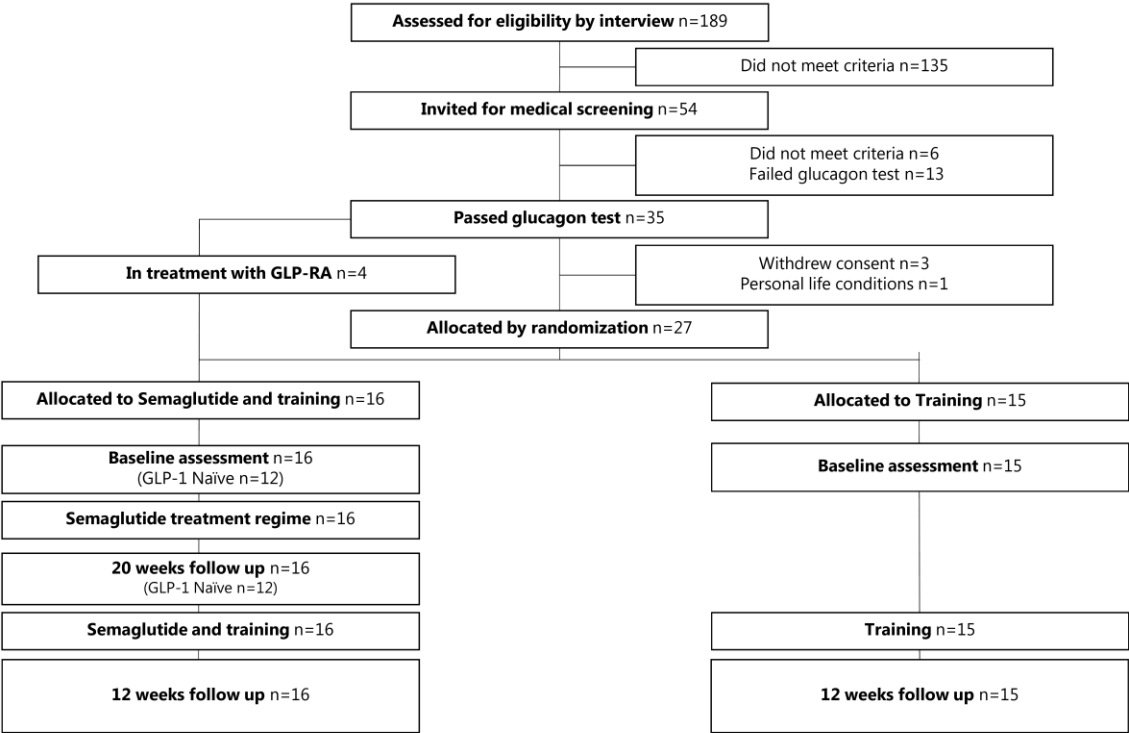 Assessed for eligibility by interview n=189
Did not meet criteria n=135
Invited for medical screening n=54
Did not meet criteria n=6
Failed glucagon test n=13
Passed glucagon test n=35
In treatment with GLP-RA n=4
Withdrew consent n=3
Personal life conditions n=1
Allocated by randomization n=27
Allocated to Semaglutide and training n=16
Allocated to Training n=15
Baseline assessment n=16
(GLP-1 Naïve n=12)
Baseline assessment n=15
Semaglutide treatment regime n=16
20 weeks follow up n=16
(GLP-1 Naïve n=12)
Semaglutide and training n=16
Training n=15
12 weeks follow up n=16
12 weeks follow up n=15